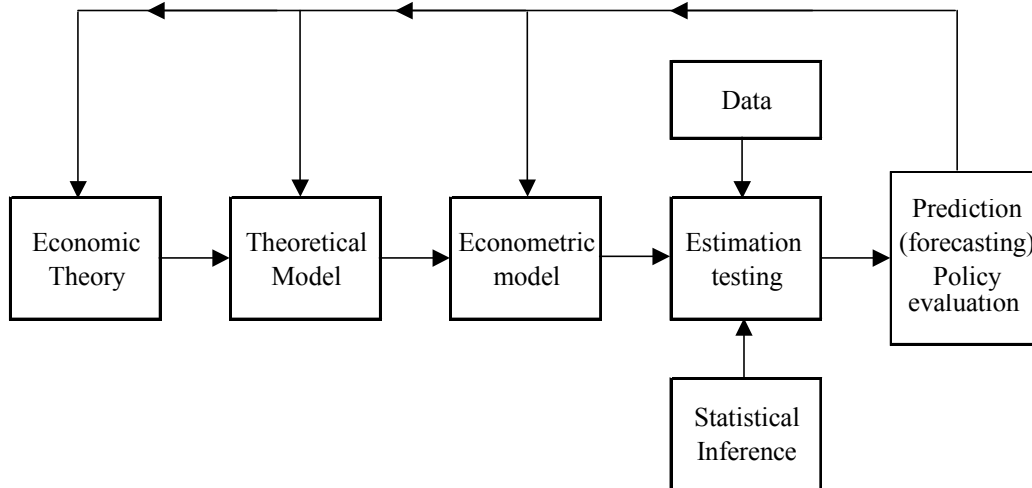 Data
Economic
Theory
Theoretical
Model
Econometric
model
Estimation
testing
Prediction
(forecasting)
Policy
evaluation
Statistical
Inference